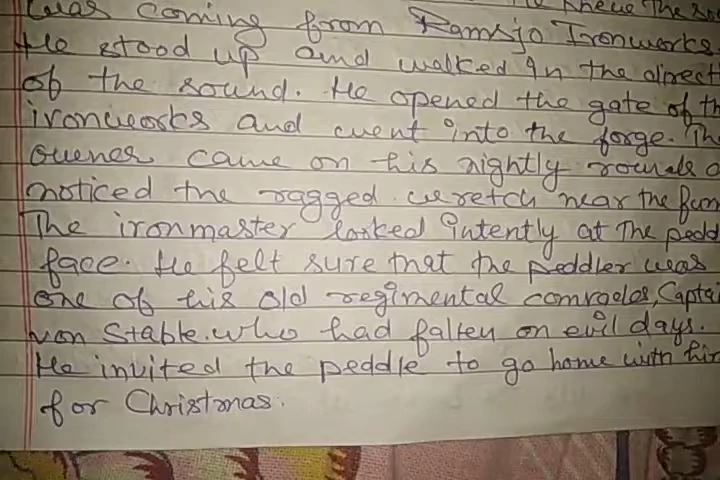 was coming from Ramsjo Ironworks.
He stood up and walked in the directi
of the sound. He opened the gate of th
ironworks and went into the forge. Th
owner came on his nightly rounds a
noticed the ragged wretch near the fur
The ironmaster looked intently at The pedd
face. He felt sure that the peddler was
one of his old regimental comrades, Captai
von Stable. who had fallen on evil days.
He invited the peddle to go home with hi
for Christmas.